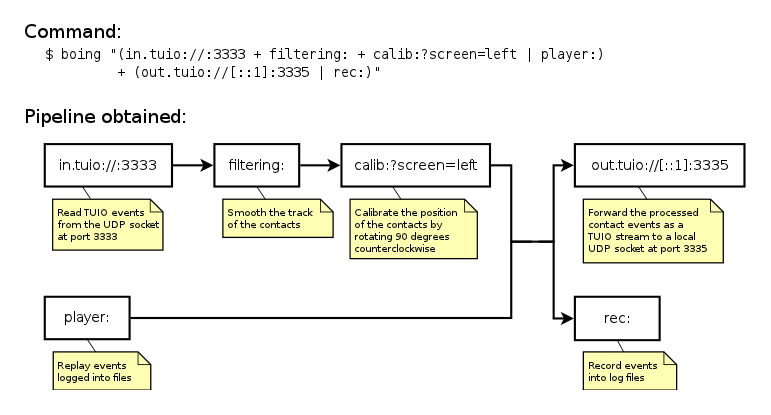 Command:
$ boing "(in.tuio://:3333 + filtering: + calib:?screen=left | player:)
+ (out.tuio://[::1]:3335 | rec:)"
Pipeline obtained:
in.tuio://:3333
filtering:
calib:?screen=left
out.tuio://[::1]:3335
Read TUIO events
from the UDP socket
at port 3333
Smooth the track
of the contacts
Calibrate the position
of the contacts by
rotating 90 degrees
counterclockwise
Forward the processed
contact events as a
TUIO stream to a local
UDP socket at port 3335
player:
rec:
Replay events
logged into files
Record events
into log files